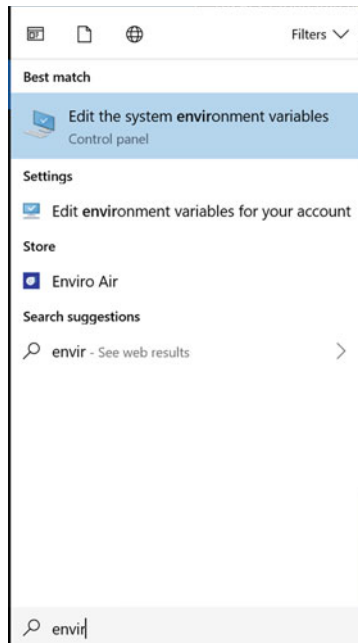 Filters
Best match
Edit the system environment variables
Control panel
Settings
Edit environment variables for your account
Store
Enviro Air
Search suggestions
envir - See web results
envir